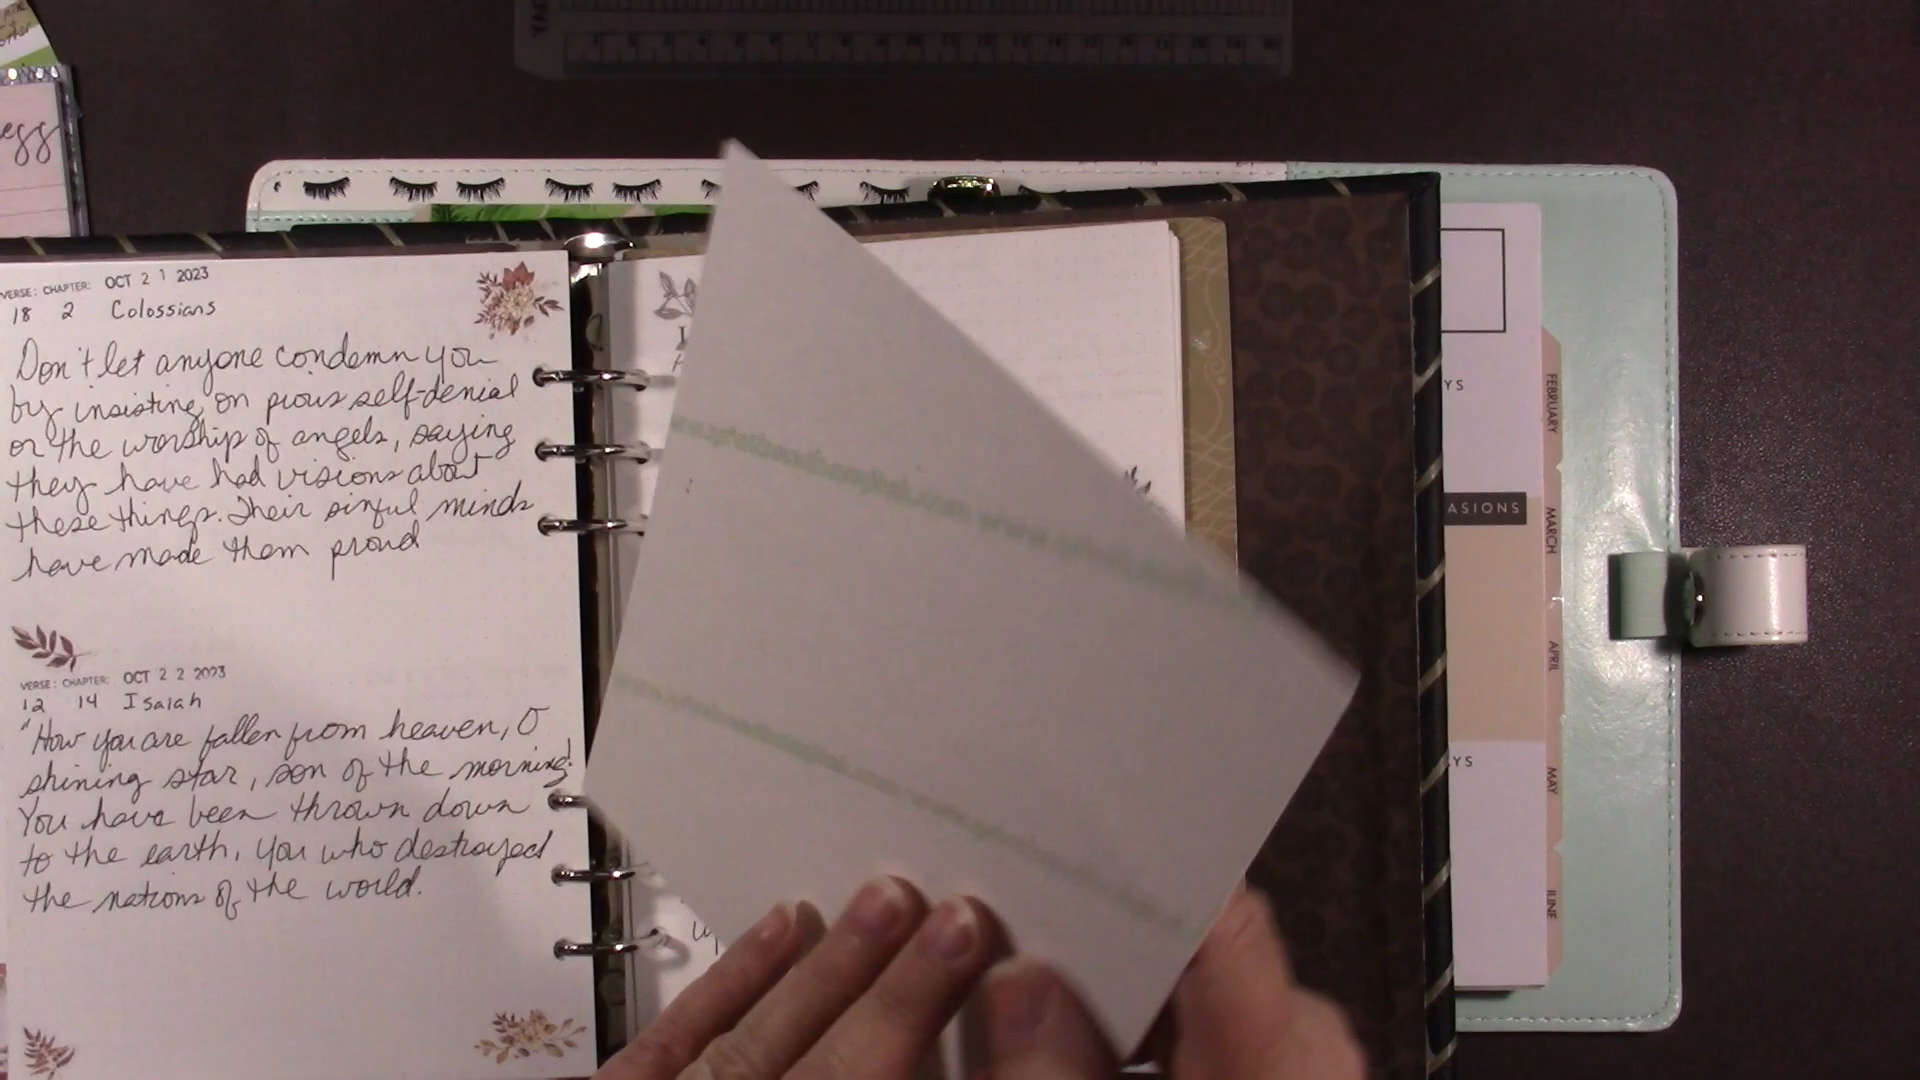 egg
VERSE: CHAPTER: OCT 2 1 2023
18 2 Colossians
Don't let anyone condemn you
by insisting on pious self-denial
or the worship of angels, saying
they have had visions about
these things. Their sinful minds
have made them proud
VERSE: CHAPTER: OCT 2 2 2023
12 14 Isaiah
"How you are fallen from heaven, O
shining star, son of the morning!
You have been thrown down
to the earth, you who destroyed
the nations of the world.
YS
ASIONS
YS
FEBRUARY
MARCH
APRIL
MAY
JUNE